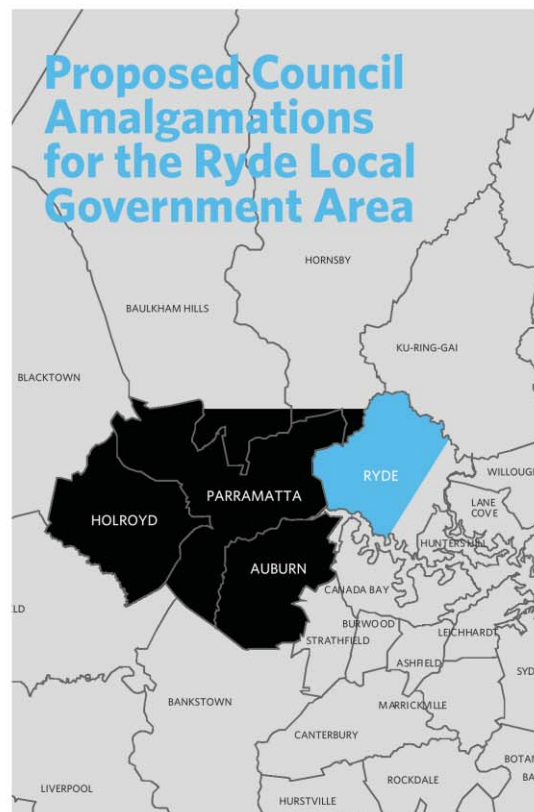 Proposed Council
Amalgamations
for the Ryde Local
Government Area
HORNSBY
BAULKHAM HILLS
KU-RING-GAI
BLACKTOWN
WILLOUGH
RYDE
PARRAMATTA
LANE
COVE
HOLROYD
HUNTERS HILL
AUBURN
CANADA BAY
LD
BURWOOD
STRATHFIELD
LEICHHARDT
ASHFIELD
SYD
BANKSTOWN
MARRICKVILLE
CANTERBURY
BOTAN
BA
LIVERPOOL
ROCKDALE
HURSTVILLE